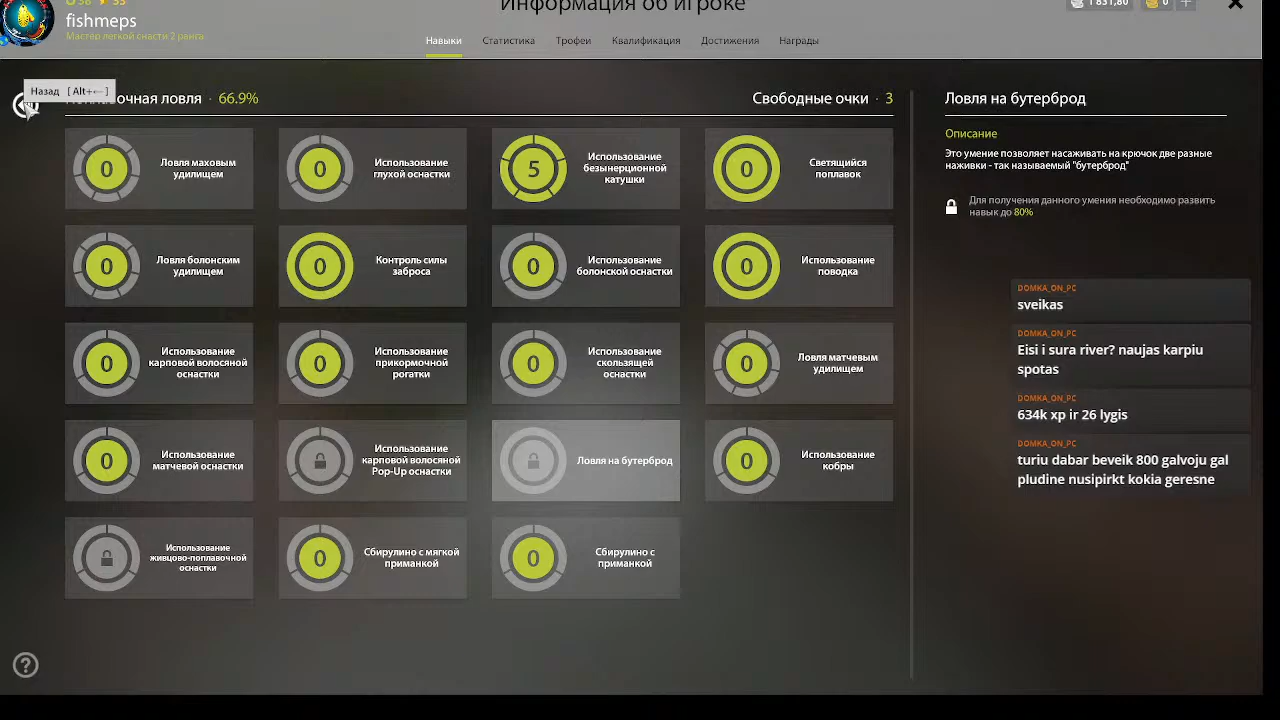 Информация об игроке
38 33
1 831,80 0
fishmeps
Мастер легкой снасти 2 ранга
Навыки Статистика Трофеи Квалификация Достижения Награды
Назад [Alt+←]
ловля · 66.9%
Свободные очки · 3
Ловля на бутерброд
0 Ловля маховым
удилищем
0 Использование
глухой оснастки
5 Использование
безынерционной
катушки
0 Светящийся
поплавок
0 Ловля болонским
удилищем
0 Контроль силы
заброса
0 Использование
болонской оснастки
0 Использование
поводка
0 Использование
карповой волосяной
оснастки
0 Использование
прикормочной
рогатки
0 Использование
скользящей
оснастки
0 Ловля матчевым
удилищем
0 Использование
матчевой оснастки
Использование
карповой волосяной
Pop-Up оснастки
Ловля на бутерброд
0 Использование
кобры
Использование
живцово-поплавочной
оснастки
0 Сбирулино с мягкой
приманкой
0 Сбирулино с
приманкой
Описание
Это умение позволяет насаживать на крючок две разные
наживки - так называемый "бутерброд"
Для получения данного умения необходимо развить
навык до 80%
DOMKA_ON_PC
sveikas
DOMKA_ON_PC
Eisi i sura river? naujas karpiu
spotas
DOMKA_ON_PC
634k xp ir 26 lygis
DOMKA_ON_PC
turiu dabar beveik 800 galvoju gal
pludine nusipirkt kokia geresne
?